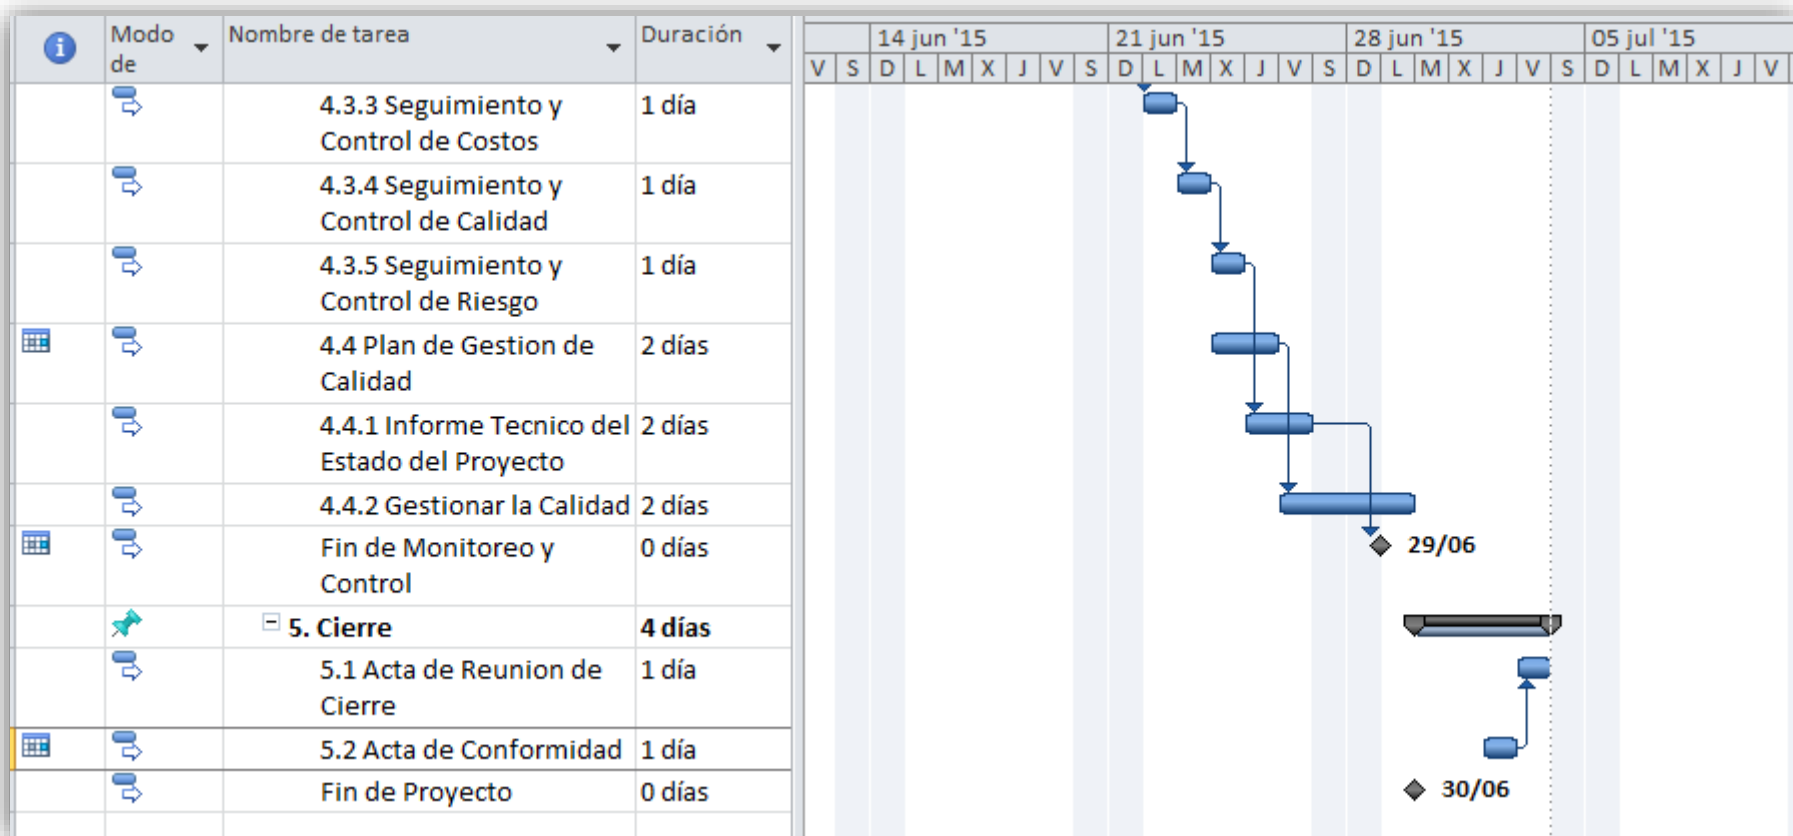 Modo de
Nombre de tarea
Duración
14 jun '15
21 jun '15
28 jun '15
05 jul '15
V S D L M X J V S D L M X J V S D L M X J V S D L M X J V
4.3.3 Seguimiento y
Control de Costos
1 día
4.3.4 Seguimiento y
Control de Calidad
1 día
4.3.5 Seguimiento y
Control de Riesgo
1 día
4.4 Plan de Gestion de
Calidad
2 días
4.4.1 Informe Tecnico del
Estado del Proyecto
2 días
4.4.2 Gestionar la Calidad
2 días
Fin de Monitoreo y
Control
0 días
29/06
5. Cierre
4 días
5.1 Acta de Reunion de
Cierre
1 día
5.2 Acta de Conformidad
1 día
Fin de Proyecto
0 días
30/06